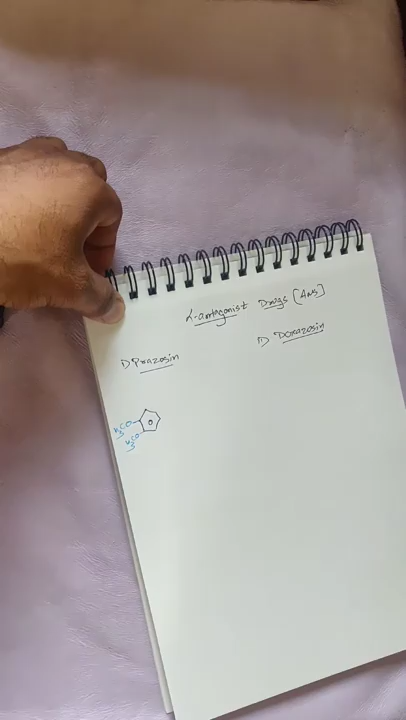 α-antagonist Drugs [ANS]
1) Prazosin
1) Doxazosin
H3CO
H3CO